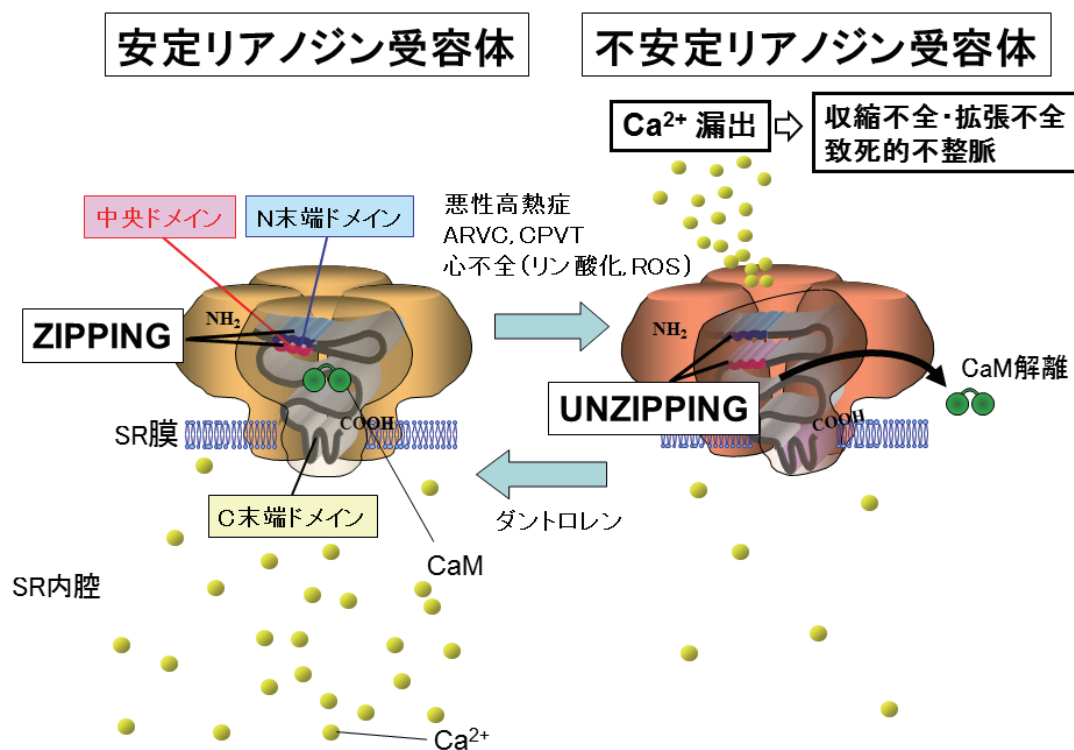 安定リアノジン受容体
不安定リアノジン受容体
Ca²⁺ 漏出
収縮不全・拡張不全
致死的不整脈
中央ドメイン
N末端ドメイン
悪性高熱症
ARVC, CPVT
心不全(リン酸化, ROS)
ZIPPING
NH₂
NH₂
CaM解離
UNZIPPING
COOH
COOH
SR膜
C末端ドメイン
ダントロレン
CaM
SR内腔
Ca²⁺